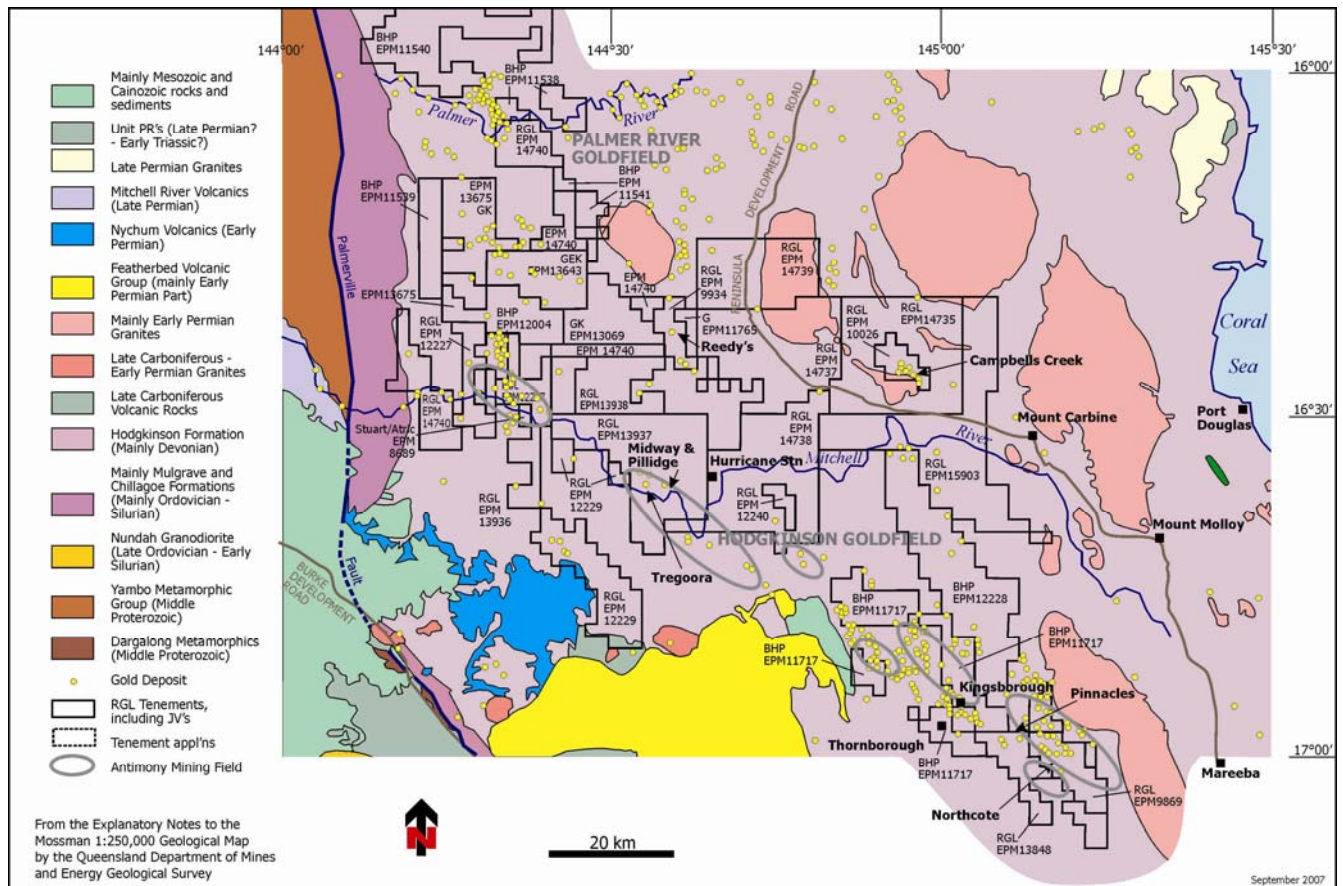 144°00'
144°30'
145°00'
145°30'
16°00'
16°30'
17°00'
Mainly Mesozoic and
Cainozoic rocks and
sediments
Unit PR's (Late Permian?
- Early Triassic?)
Late Permian Granites
Mitchell River Volcanics
(Late Permian)
Nychum Volcanics (Early
Permian)
Featherbed Volcanic
Group (mainly Early
Permian Part)
Mainly Early Permian
Granites
Late Carboniferous -
Early Permian Granites
Late Carboniferous
Volcanic Rocks
Hodgkinson Formation
(Mainly Devonian)
Mainly Mulgrave and
Chillagoe Formations
(Mainly Ordovician -
Silurian)
Nundah Granodiorite
(Late Ordovician - Early
Silurian)
Yambo Metamorphic
Group (Middle
Proterozoic)
Dargalong Metamorphics
(Middle Proterozoic)
Gold Deposit
RGL Tenements,
including JV's
Tenement appl'ns
Antimony Mining Field
From the Explanatory Notes to the
Mossman 1:250,000 Geological Map
by the Queensland Department of Mines
and Energy Geological Survey
N
20 km
September 2007
BHP
EPM11540
BHP
EPM11538
Palmer
River
RGL
EPM
14740
PALMER RIVER
GOLDFIELD
BHP
EPM
11541
BHP
EPM11539
EPM
13675
GK
EPM
14740
GEK
EPM13643
EPM
14740
RGL
EPM
9934
RGL
EPM
14739
PENINSULA
DEVELOPMENT
ROAD
Palmerville
Fault
EPM13675
BHP
EPM12004
GK
EPM13069
EPM 14740
G
EPM11765
Reedy's
RGL
EPM
10026
RGL
EPM14735
Campbells Creek
RGL
EPM
12227
RGL
EPM
14737
RGL
EPM13938
RGL
EPM
14740
Stuart/Atric
EPM
8689
RGL
EPM13937
RGL
EPM
14738
Midway &
Pillidge
Hurricane Stn
Mitchell
River
Mount Carbine
Port
Douglas
Coral
Sea
RGL
EPM15903
RGL
EPM
12229
RGL
EPM
12240
RGL
EPM
13936
HODGKINSON GOLDFIELD
Mount Molloy
Tregoora
BURKE
DEVELOPMENT
ROAD
RGL
EPM
12229
BHP
EPM11717
BHP
EPM12228
BHP
EPM11717
BHP
EPM11717
Kingsborough
Pinnacles
Thornborough
BHP
EPM11717
Northcote
RGL
EPM9869
RGL
EPM13848
Mareeba